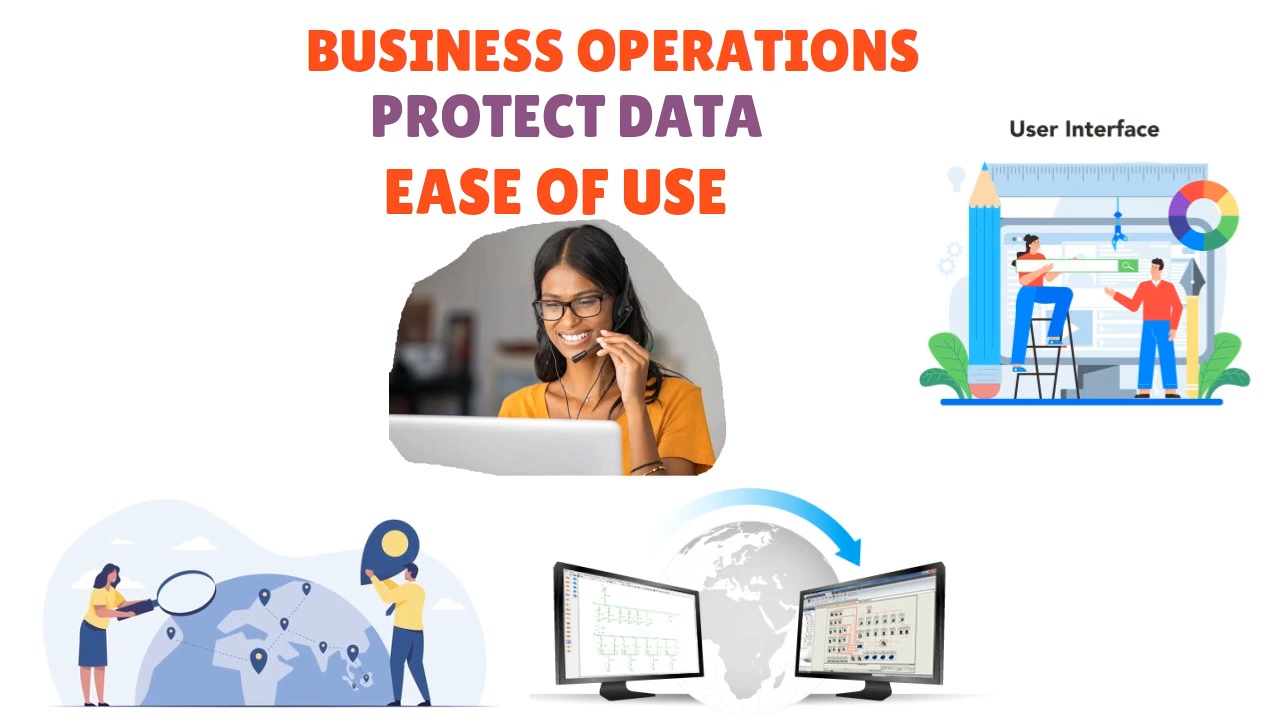 BUSINESS OPERATIONS
PROTECT DATA
EASE OF USE
User Interface